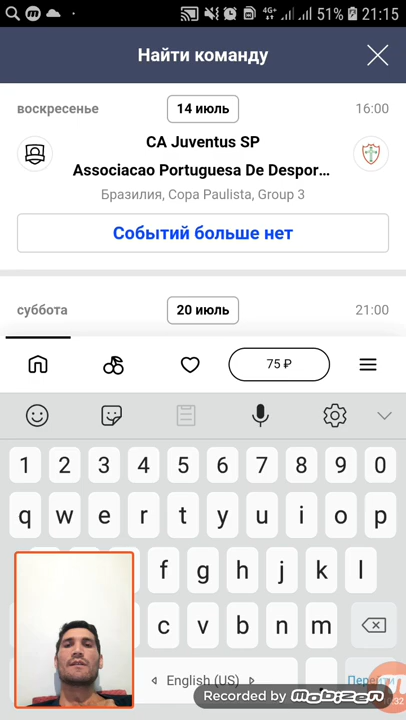 4G+ 51% 21:15
Найти команду
воскресенье 14 июль 16:00
CA Juventus SP
Associacao Portuguesa De Despor...
Бразилия, Copa Paulista, Group 3
Событий больше нет
суббота 20 июль 21:00
75 ₽
1 2 3 4 5 6 7 8 9 0
q w e r t y u i o p
f g h j k l
c v b n m
English (US)
Recorded by mobizen